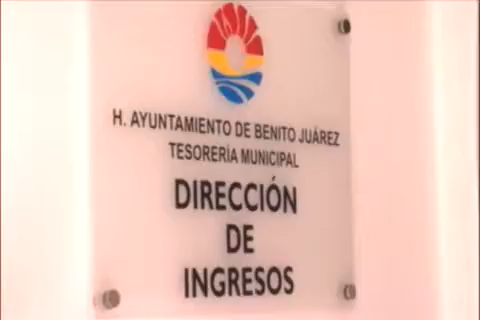 H. AYUNTAMIENTO DE BENITO JUÁREZ
TESORERÍA MUNICIPAL
DIRECCIÓN
DE
INGRESOS